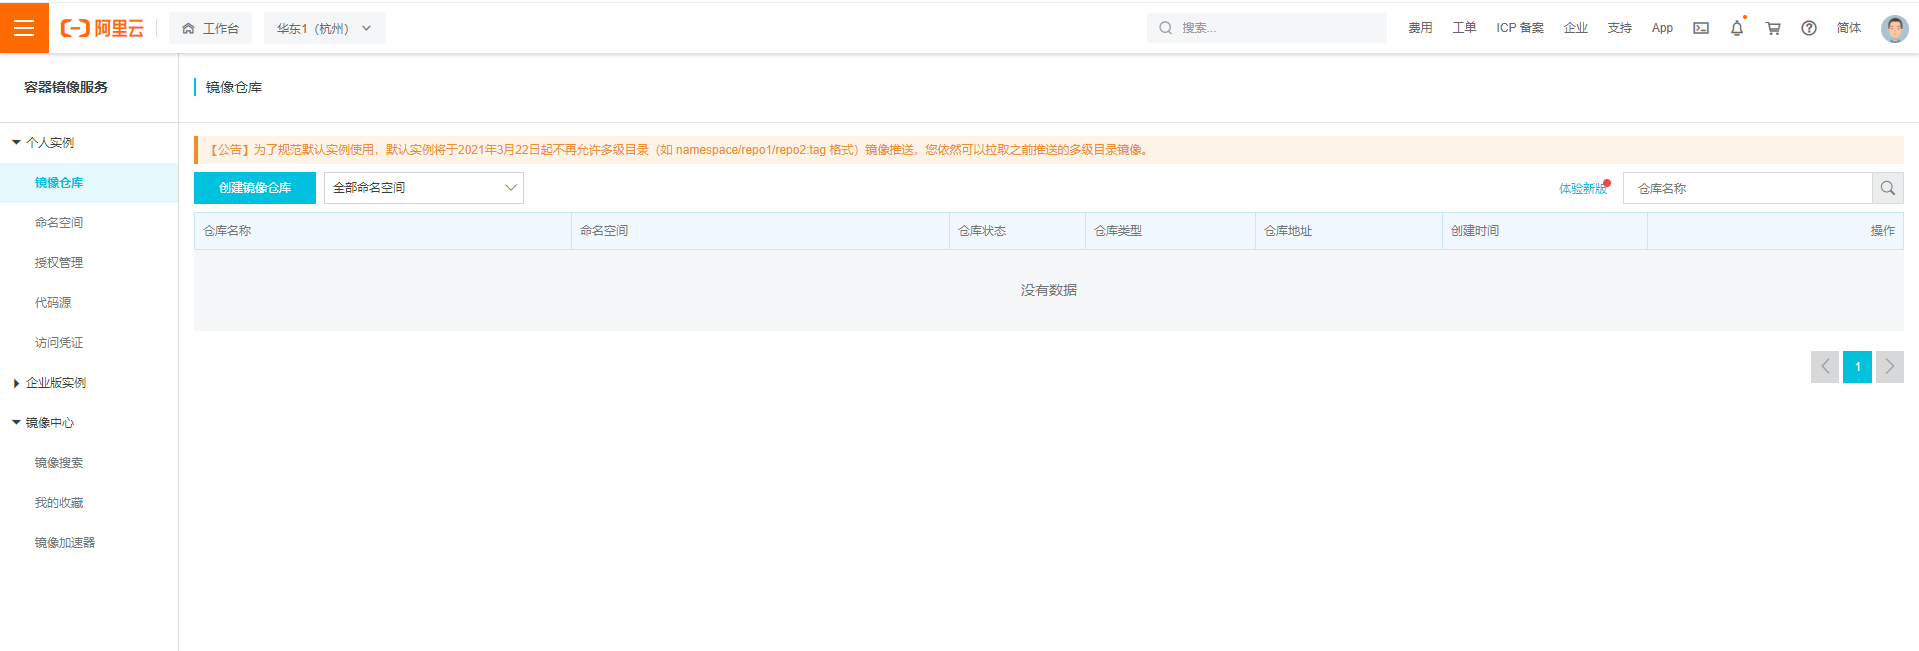 阿里云
工作台
华东1（杭州）
搜索...
费用
工单
ICP 备案
企业
支持
App
简体
容器镜像服务
个人实例
镜像仓库
命名空间
授权管理
代码源
访问凭证
企业版实例
镜像中心
镜像搜索
我的收藏
镜像加速器
镜像仓库
【公告】为了规范默认实例使用，默认实例将于2021年3月22日起不再允许多级目录（如 namespace/repo1/repo2:tag 格式）镜像推送，您依然可以拉取之前推送的多级目录镜像。
创建镜像仓库
全部命名空间
体验新版
仓库名称
仓库名称
命名空间
仓库状态
仓库类型
仓库地址
创建时间
操作
没有数据
1